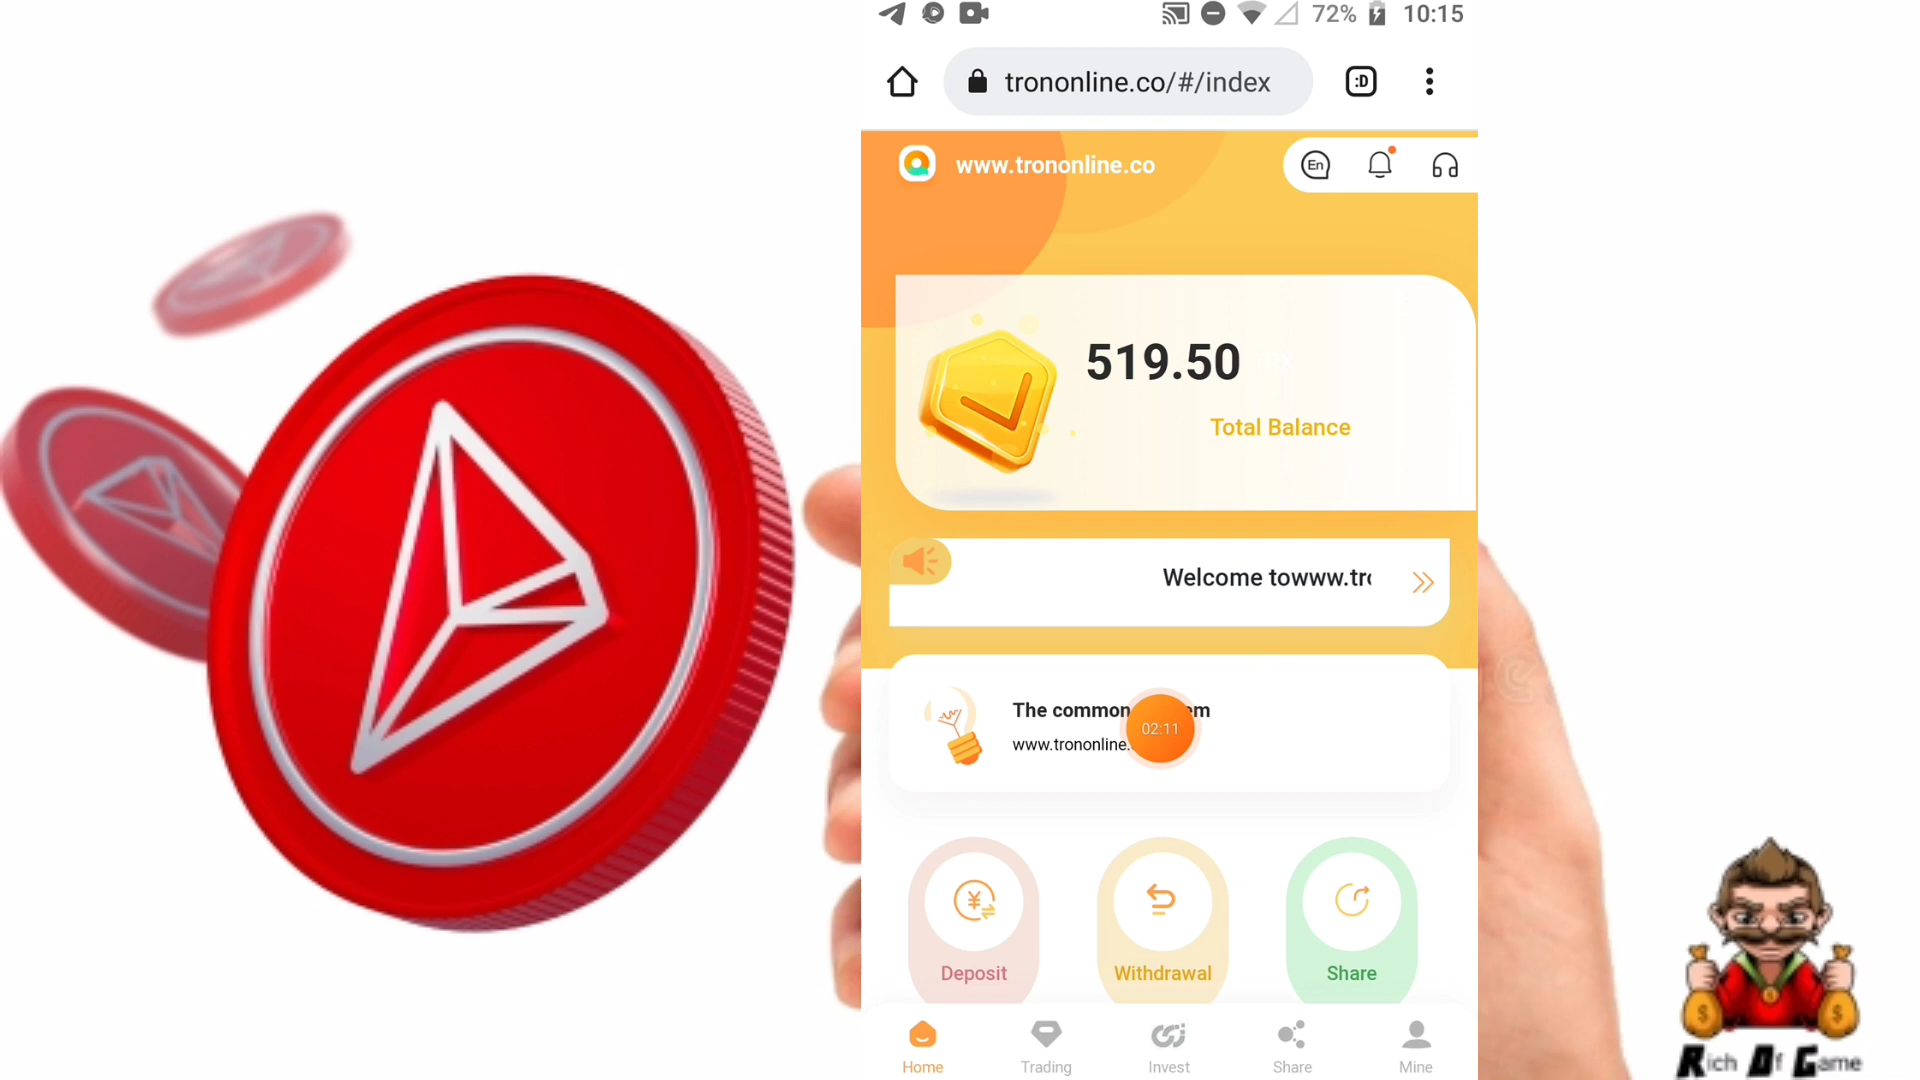 72% 10:15
trononline.co/#/index
www.trononline.co
En
519.50
Total Balance
Welcome towww.tr
The common
www.trononline.
02:11
Deposit
Withdrawal
Share
Home
Trading
Invest
Share
Mine
Rich Of Game